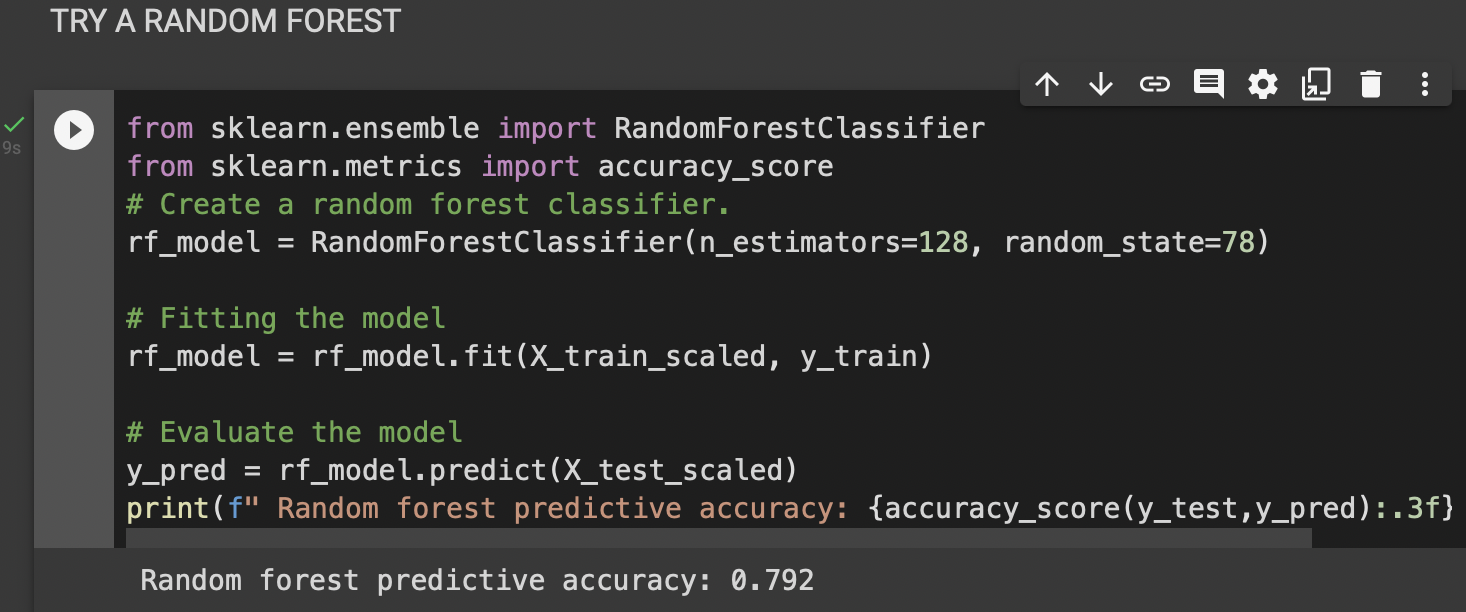 TRY A RANDOM FOREST
9s
from sklearn.ensemble import RandomForestClassifier
from sklearn.metrics import accuracy_score
# Create a random forest classifier.
rf_model = RandomForestClassifier(n_estimators=128, random_state=78)
# Fitting the model
rf_model = rf_model.fit(X_train_scaled, y_train)
# Evaluate the model
y_pred = rf_model.predict(X_test_scaled)
print(f" Random forest predictive accuracy: {accuracy_score(y_test,y_pred):.3f}
Random forest predictive accuracy: 0.792